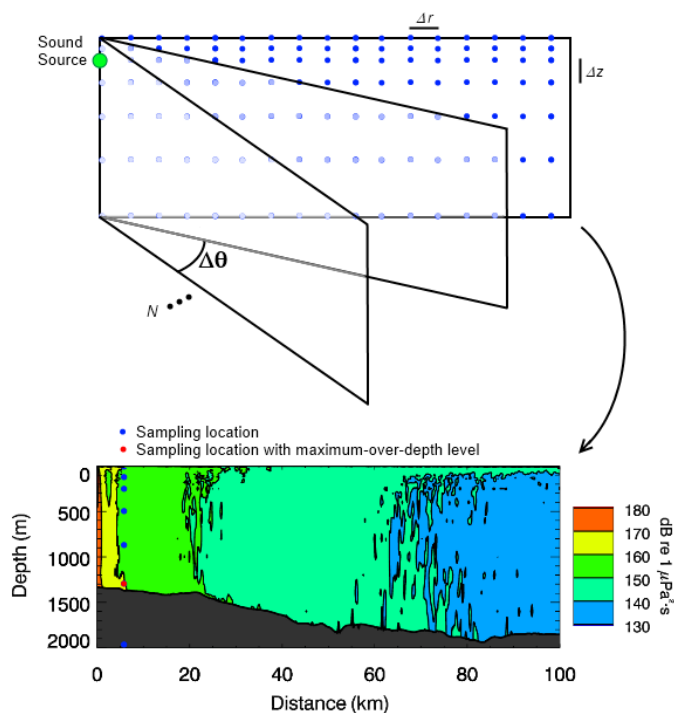 Δr
Sound
Source
Δz
Δθ
N
Sampling location
Sampling location with maximum-over-depth level
0
500
1000
1500
2000
Depth (m)
0 20 40 60 80 100
Distance (km)
180
170
160
150
140
130
dB re 1 μPa²·s